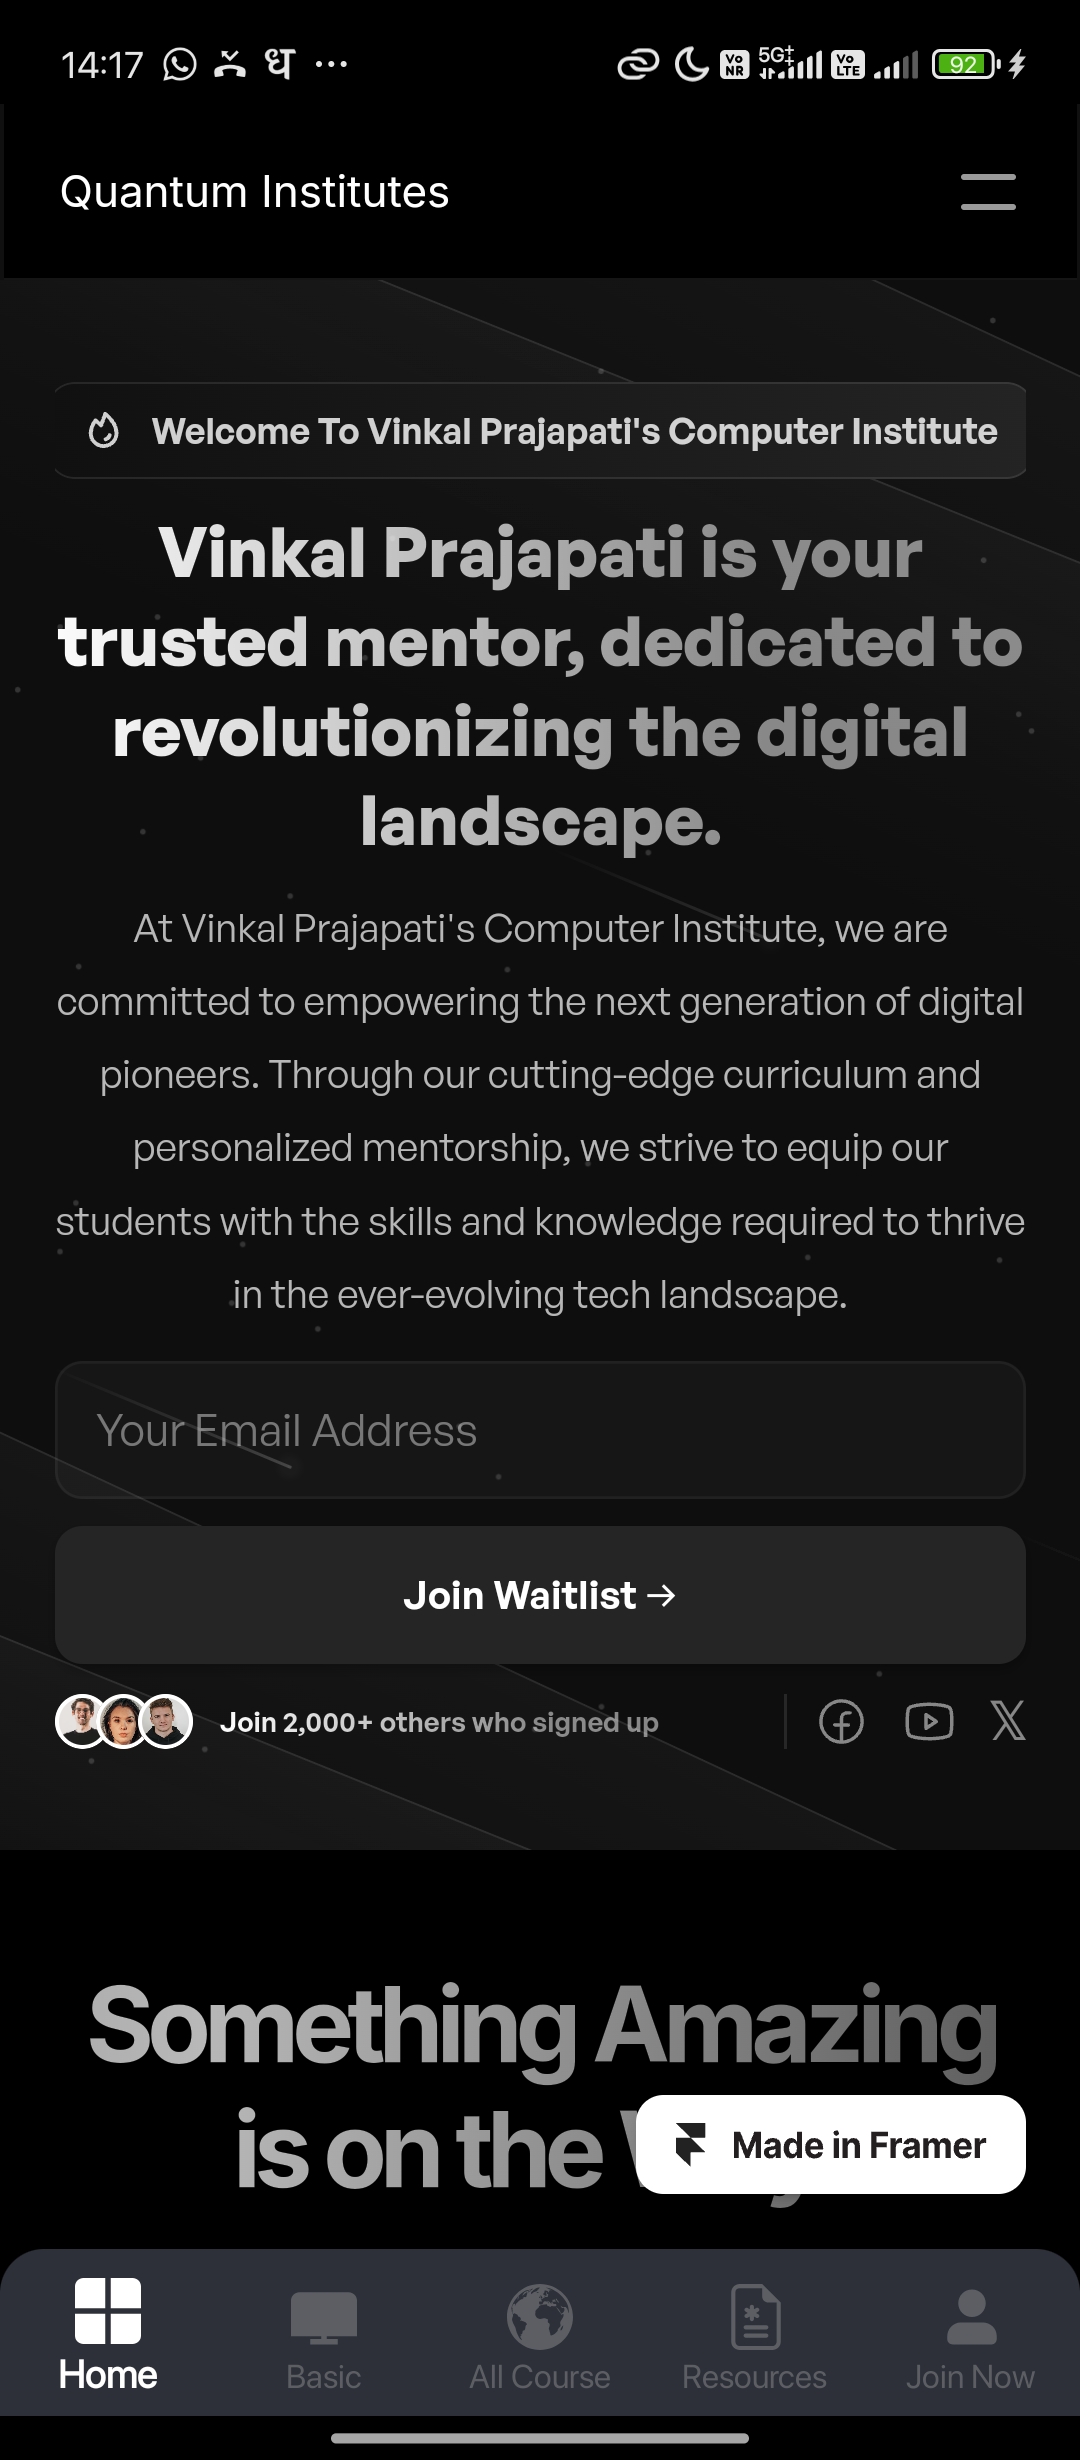 14:17 ध ...
Vo NR 5G‡ Vo LTE 92
Quantum Institutes
Welcome To Vinkal Prajapati's Computer Institute
Vinkal Prajapati is your
trusted mentor, dedicated to
revolutionizing the digital
landscape.
At Vinkal Prajapati's Computer Institute, we are
committed to empowering the next generation of digital
pioneers. Through our cutting-edge curriculum and
personalized mentorship, we strive to equip our
students with the skills and knowledge required to thrive
in the ever-evolving tech landscape.
Your Email Address
Join Waitlist →
Join 2,000+ others who signed up
Something Amazing
is on the
Made in Framer
Home Basic All Course Resources Join Now